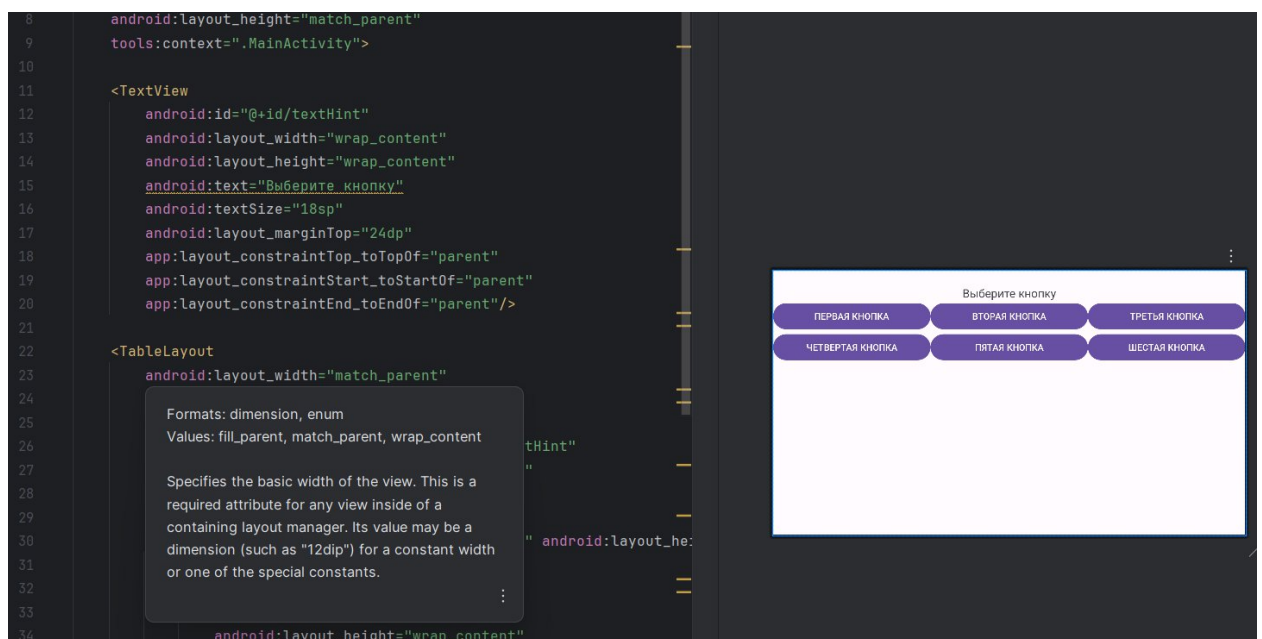 8 android:layout_height="match_parent"
9 tools:context=".MainActivity">
10
11 <TextView
12 android:id="@+id/textHint"
13 android:layout_width="wrap_content"
14 android:layout_height="wrap_content"
15 android:text="Выберите кнопку"
16 android:textSize="18sp"
17 android:layout_marginTop="24dp"
18 app:layout_constraintTop_toTopOf="parent"
19 app:layout_constraintStart_toStartOf="parent"
20 app:layout_constraintEnd_toEndOf="parent"/>
21
22 <TableLayout
23 android:layout_width="match_parent"
24
25
26 tHint"
27 "
28
29
30 " android:layout_hei
31
32
33
34 android:layout_height="wrap_content"
Formats: dimension, enum
Values: fill_parent, match_parent, wrap_content
Specifies the basic width of the view. This is a
required attribute for any view inside of a
containing layout manager. Its value may be a
dimension (such as "12dip") for a constant width
or one of the special constants.
Выберите кнопку
ПЕРВАЯ КНОПКА ВТОРАЯ КНОПКА ТРЕТЬЯ КНОПКА
ЧЕТВЕРТАЯ КНОПКА ПЯТАЯ КНОПКА ШЕСТАЯ КНОПКА